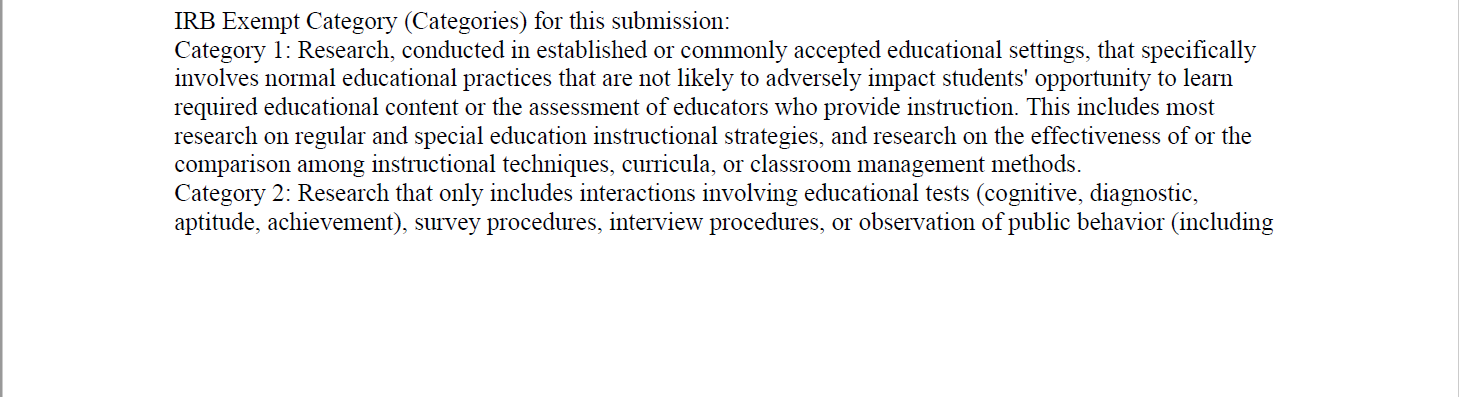 IRB Exempt Category (Categories) for this submission:
Category 1: Research, conducted in established or commonly accepted educational settings, that specifically
involves normal educational practices that are not likely to adversely impact students' opportunity to learn
required educational content or the assessment of educators who provide instruction. This includes most
research on regular and special education instructional strategies, and research on the effectiveness of or the
comparison among instructional techniques, curricula, or classroom management methods.
Category 2: Research that only includes interactions involving educational tests (cognitive, diagnostic,
aptitude, achievement), survey procedures, interview procedures, or observation of public behavior (including